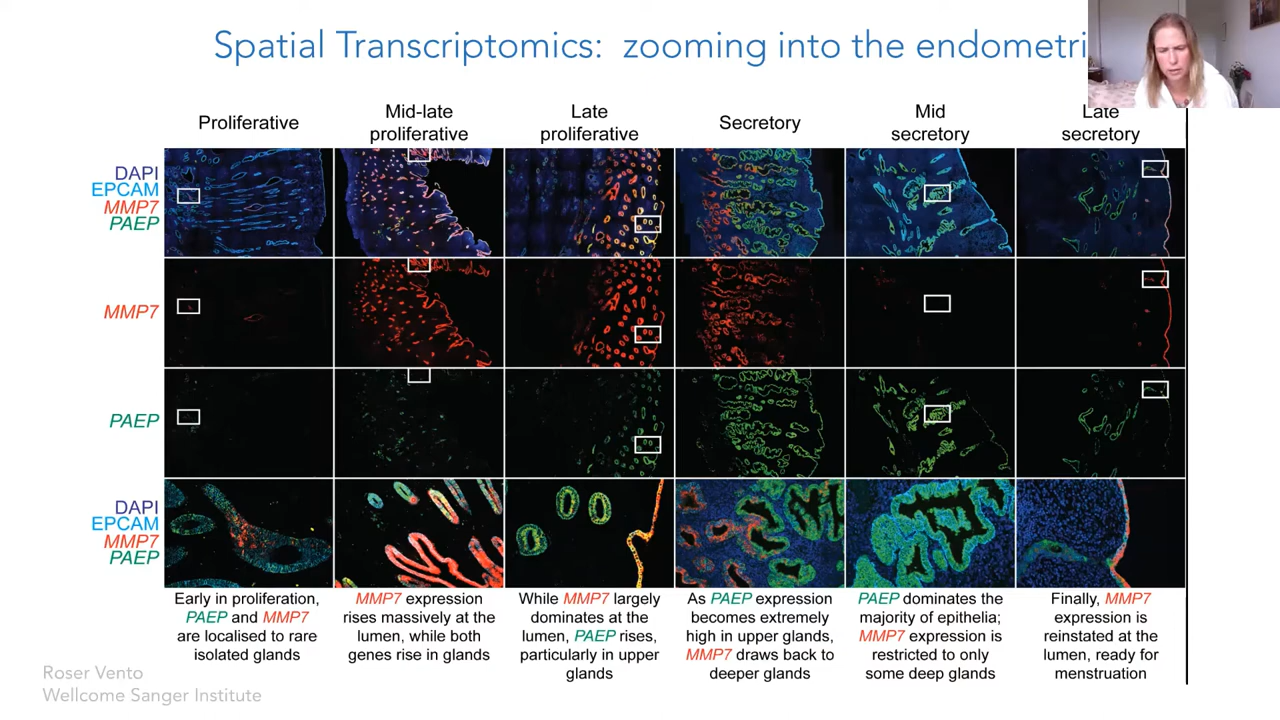 Spatial Transcriptomics: zooming into the endometri
Proliferative
Mid-late
proliferative
Late
proliferative
Secretory
Mid
secretory
Late
secretory
DAPI
EPCAM
MMP7
PAEP
MMP7
PAEP
DAPI
EPCAM
MMP7
PAEP
Early in proliferation,
PAEP and MMP7
are localised to rare
isolated glands
MMP7 expression
rises massively at the
lumen, while both
genes rise in glands
While MMP7 largely
dominates at the
lumen, PAEP rises,
particularly in upper
glands
As PAEP expression
becomes extremely
high in upper glands,
MMP7 draws back to
deeper glands
PAEP dominates the
majority of epithelia;
MMP7 expression is
restricted to only
some deep glands
Finally, MMP7
expression is
reinstated at the
lumen, ready for
menstruation
Roser Vento
Wellcome Sanger Institute